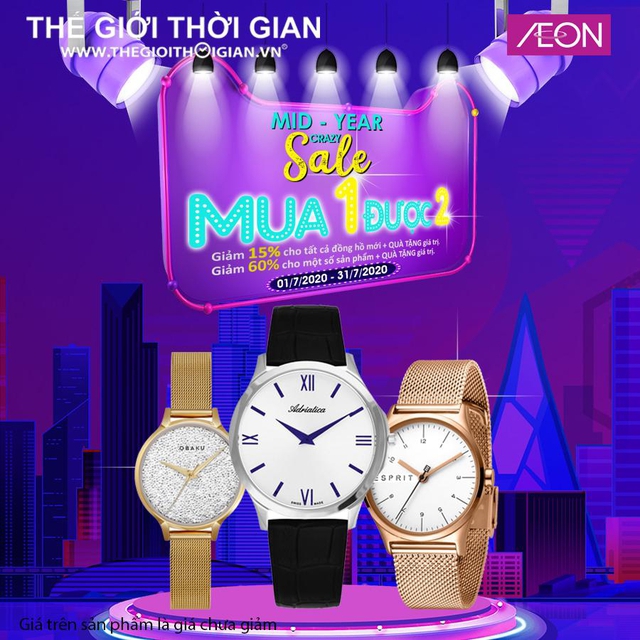 THẾ GIỚI THỜI GIAN
WWW.THEGIOITHOIGIAN.VN®
ÆON
MID - YEAR
CRAZY
Sale
MUA 1 ĐƯỢC 2
Giảm 15% cho tất cả đồng hồ mới + QUÀ TẶNG giá trị.
Giảm 60% cho một số sản phẩm + QUÀ TẶNG giá trị.
01/7/2020 - 31/7/2020
Adriatica
OBAKU
ESPRIT
SWISS MADE
Giá trên sản phẩm là giá chưa giảm